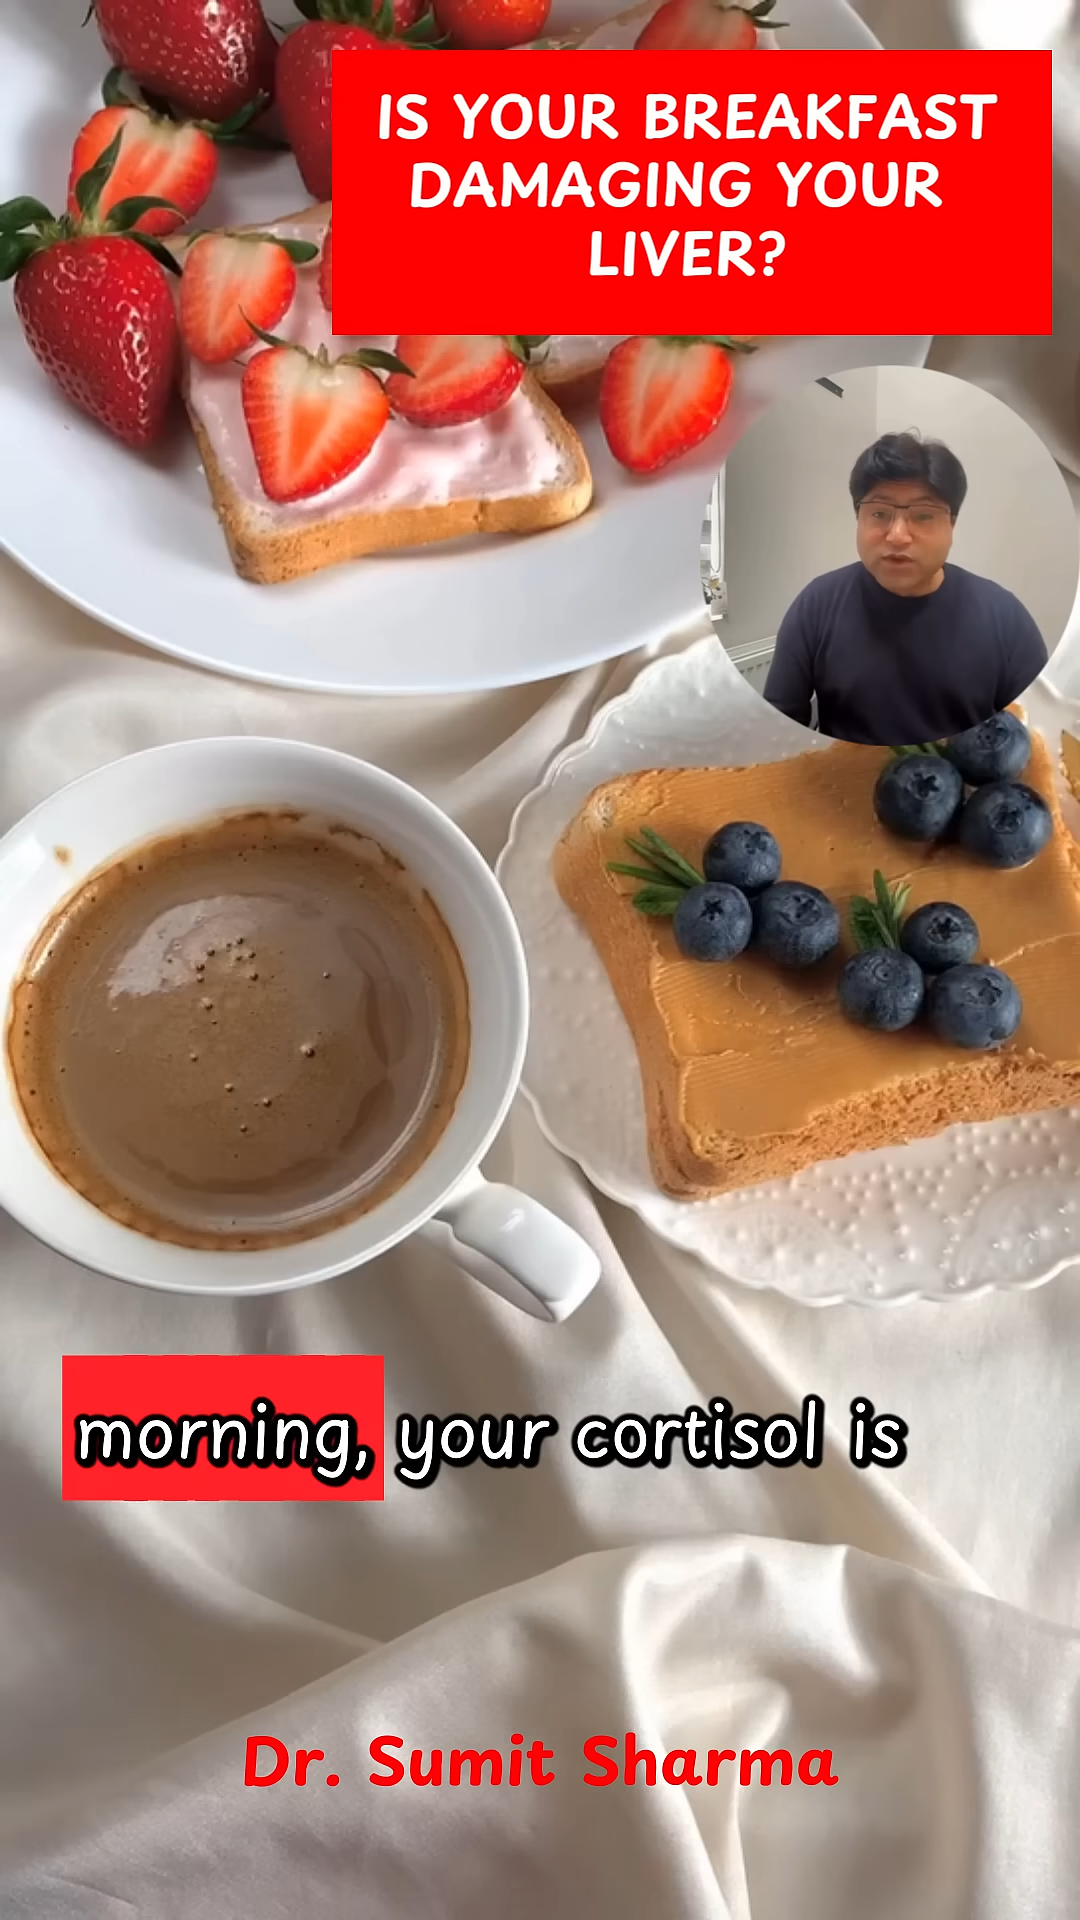 IS YOUR BREAKFAST
DAMAGING YOUR
LIVER?
morning, your cortisol is
Dr. Sumit Sharma